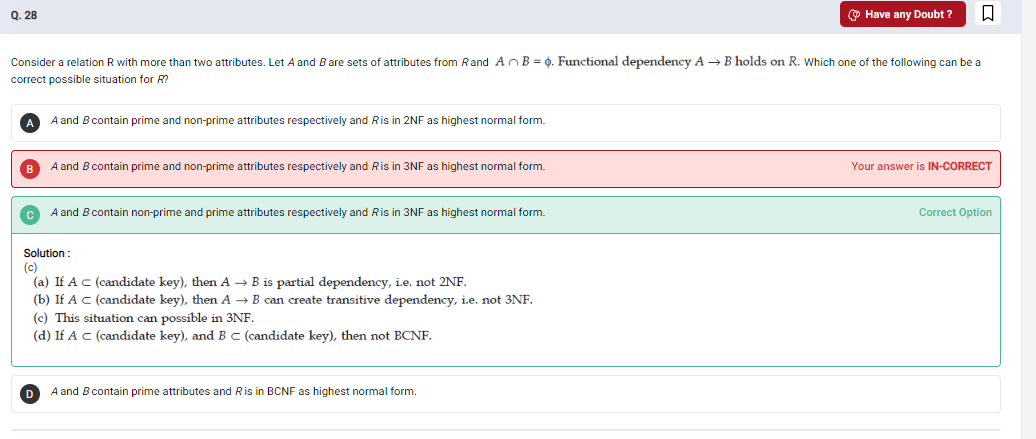 Q. 28
Have any Doubt ?
Consider a relation R with more than two attributes. Let A and B are sets of attributes from R and A ∩ B = ϕ. Functional dependency A → B holds on R. Which one of the following can be a
correct possible situation for R?
A
A and B contain prime and non-prime attributes respectively and R is in 2NF as highest normal form.
B
A and B contain prime and non-prime attributes respectively and R is in 3NF as highest normal form.
Your answer is IN-CORRECT
C
A and B contain non-prime and prime attributes respectively and R is in 3NF as highest normal form.
Correct Option
Solution :
(c)
(a) If A ⊂ (candidate key), then A → B is partial dependency, i.e. not 2NF.
(b) If A ⊂ (candidate key), then A → B can create transitive dependency, i.e. not 3NF.
(c) This situation can possible in 3NF.
(d) If A ⊂ (candidate key), and B ⊂ (candidate key), then not BCNF.
D
A and B contain prime attributes and R is in BCNF as highest normal form.